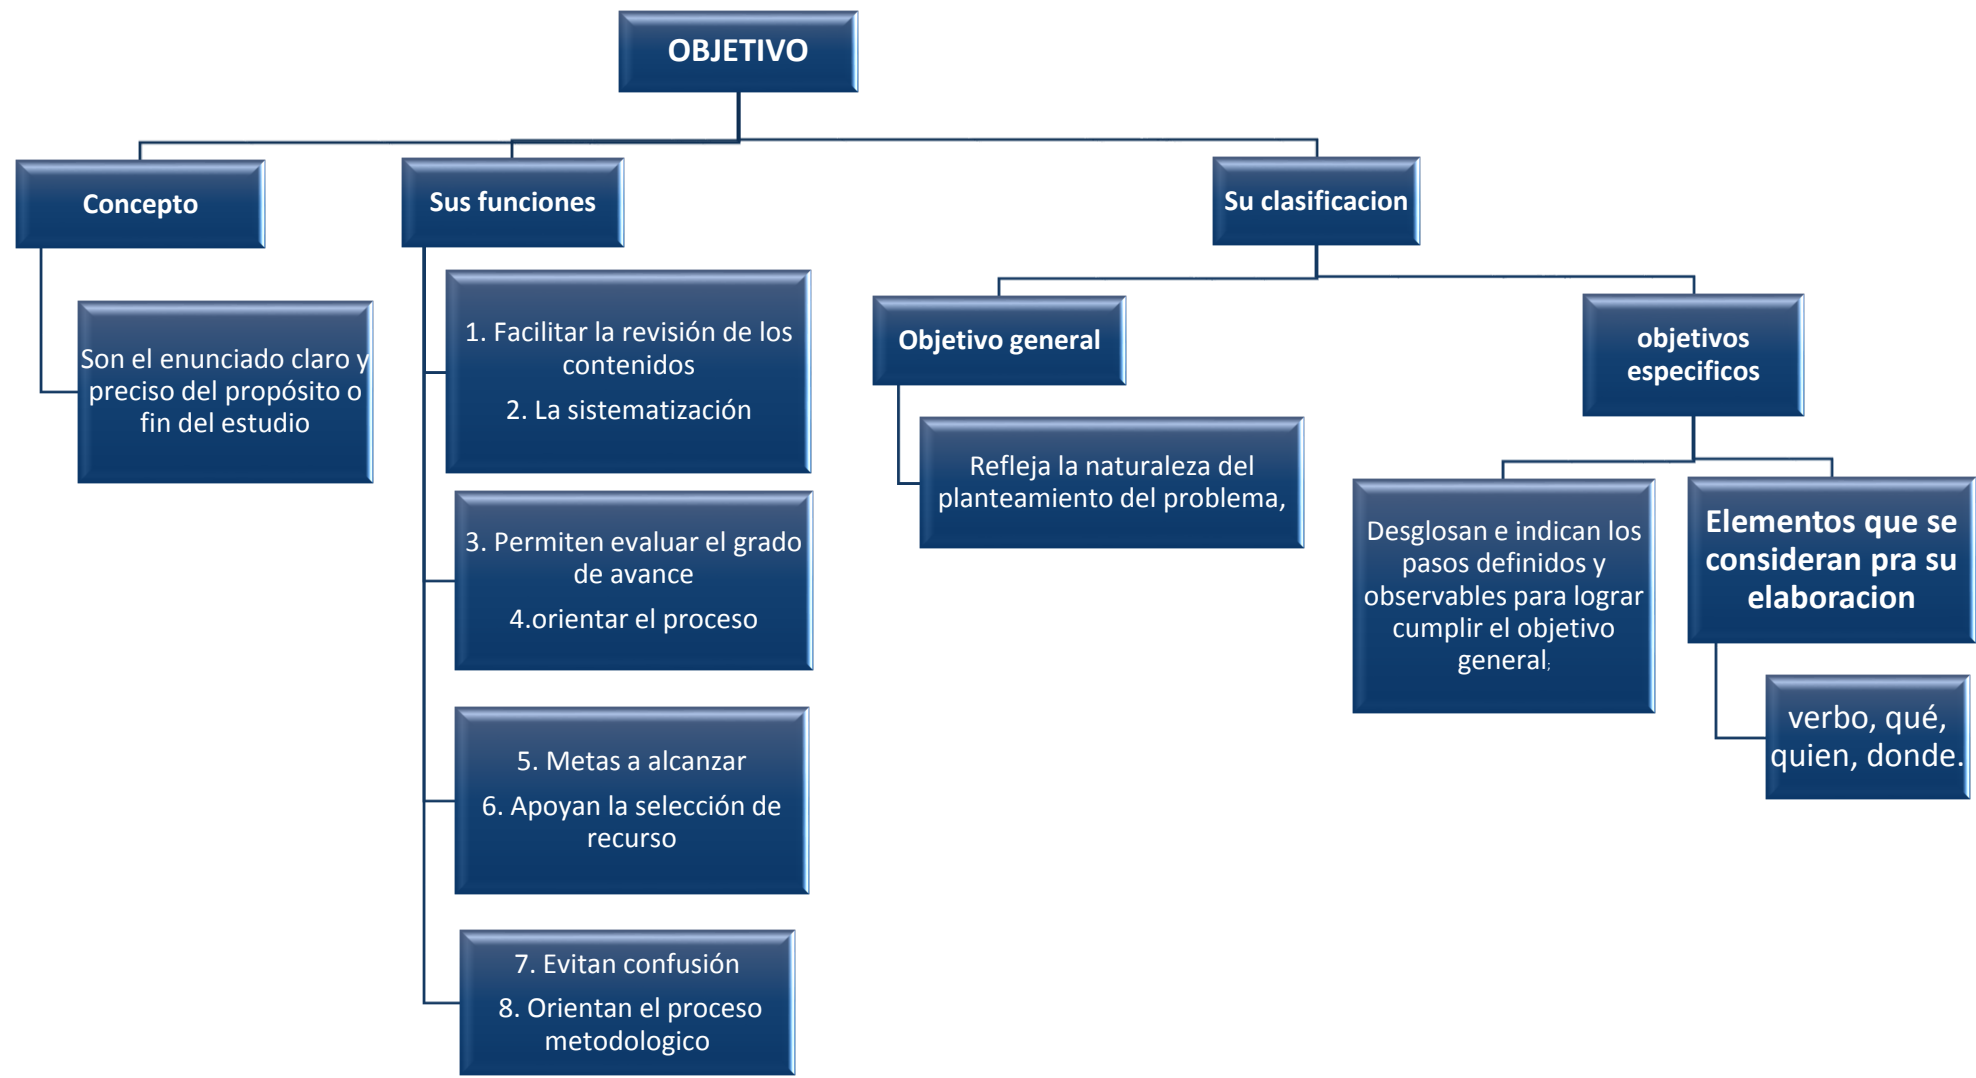 OBJETIVO
Concepto
Son el enunciado claro y
preciso del propósito o
fin del estudio
Sus funciones
1. Facilitar la revisión de los
contenidos
2. La sistematización
3. Permiten evaluar el grado
de avance
4.orientar el proceso
5. Metas a alcanzar
6. Apoyan la selección de
recurso
7. Evitan confusión
8. Orientan el proceso
metodologico
Su clasificacion
Objetivo general
Refleja la naturaleza del
planteamiento del problema,
objetivos
especificos
Desglosan e indican los
pasos definidos y
observables para lograr
cumplir el objetivo
general;
Elementos que se
consideran pra su
elaboracion
verbo, qué,
quien, donde.